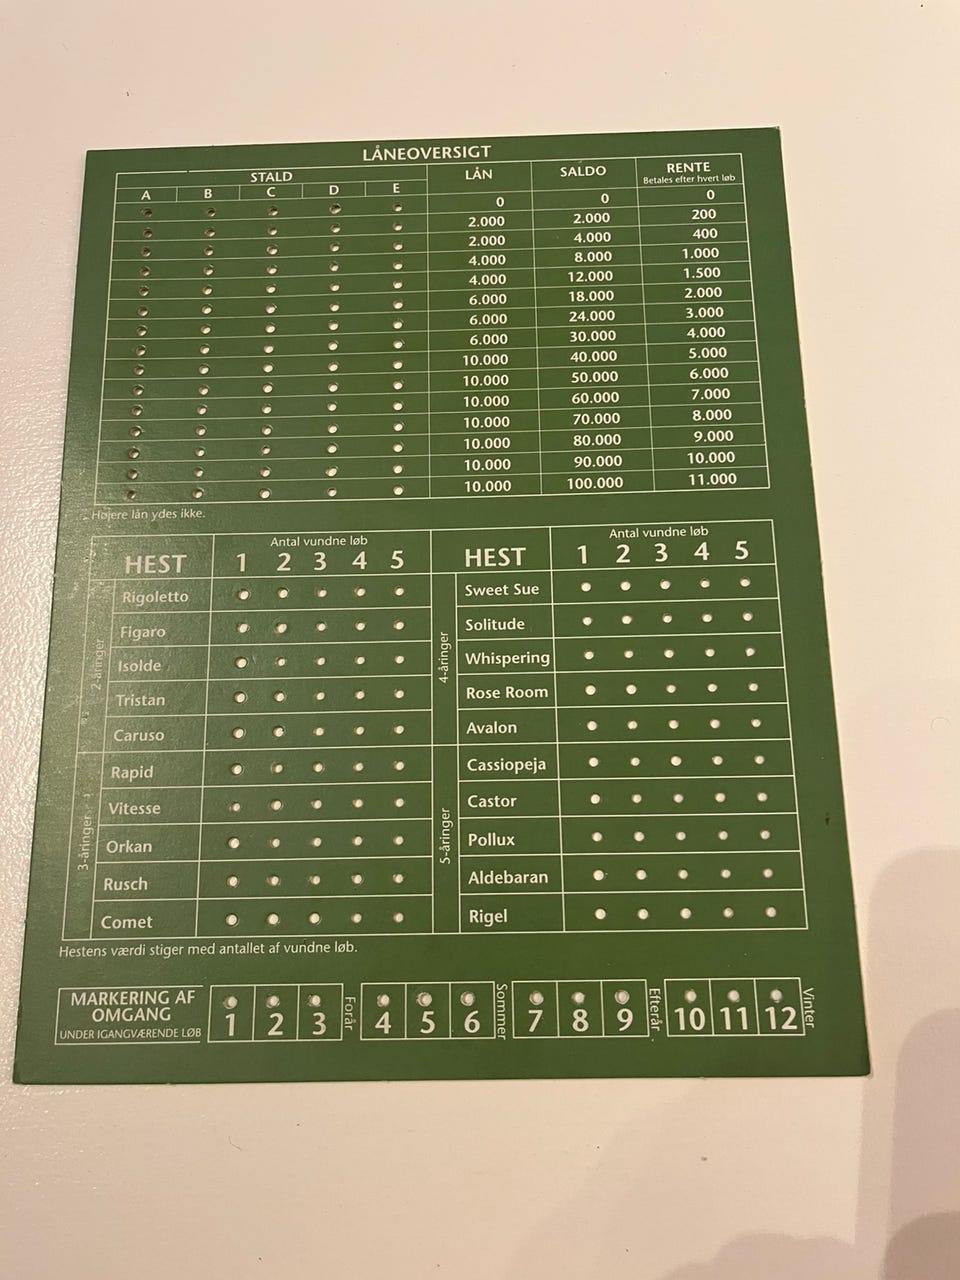 LÅNEOVERSIGT
STALD LÅN SALDO RENTE
Betales efter hvert løb
A B C D E
0 0 0
2.000 2.000 200
2.000 4.000 400
4.000 8.000 1.000
4.000 12.000 1.500
6.000 18.000 2.000
6.000 24.000 3.000
6.000 30.000 4.000
10.000 40.000 5.000
10.000 50.000 6.000
10.000 60.000 7.000
10.000 70.000 8.000
10.000 80.000 9.000
10.000 90.000 10.000
10.000 100.000 11.000
Højere lån ydes ikke.
HEST
Antal vundne løb
1 2 3 4 5
2-åringer
Rigoletto
Figaro
Isolde
Tristan
Caruso
3-åringer
Rapid
Vitesse
Orkan
Rusch
Comet
HEST
Antal vundne løb
1 2 3 4 5
4-åringer
Sweet Sue
Solitude
Whispering
Rose Room
Avalon
5-åringer
Cassiopeja
Castor
Pollux
Aldebaran
Rigel
Hestens værdi stiger med antallet af vundne løb.
MARKERING AF
OMGANG
UNDER IGANGVÆRENDE LØB
1 2 3 Forår
4 5 6 Sommer
7 8 9 Efterår
10 11 12 Vinter